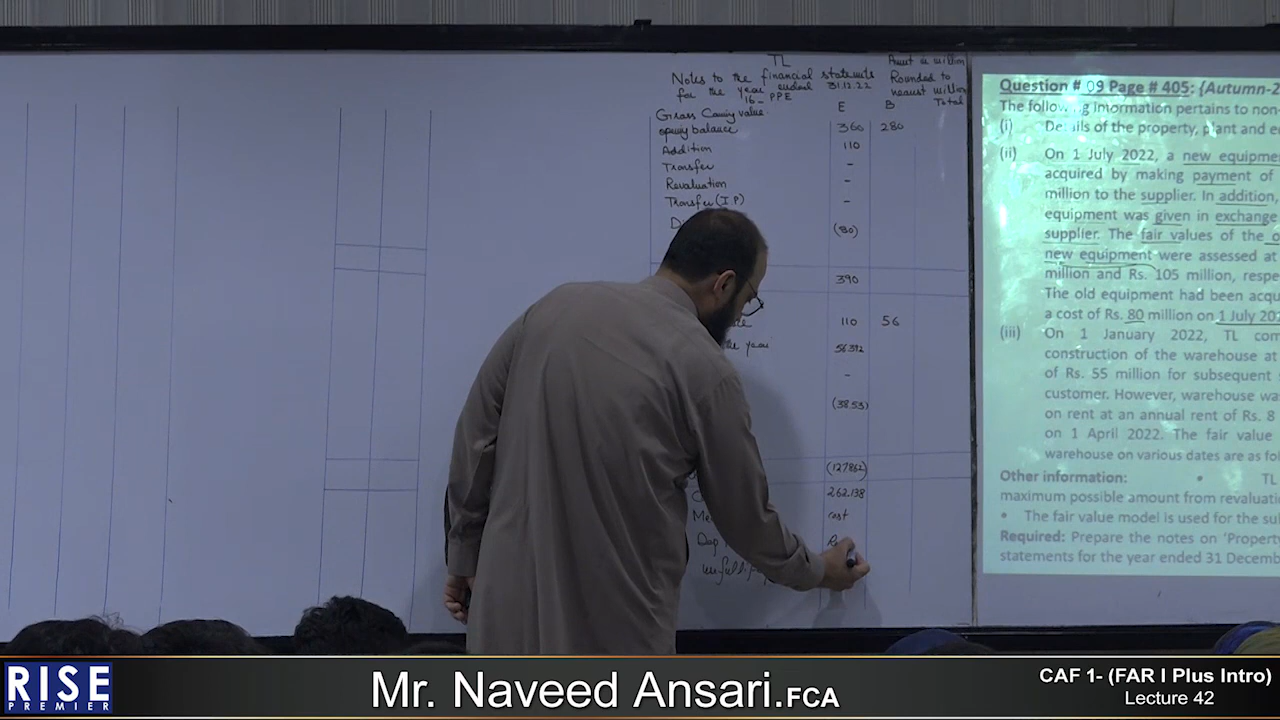 TL
Notes to the financial statements
for the year ended 31.12.22
16- PPE
Amt in million
Rounded to
nearest million
E B Total
Gross Carrying value.
opening balance 360 280
Addition 110
Transfer -
Revaluation -
Transfer (I.P) -
(80)
390
110 56
the year 56392
-
(38.53)
(127862)
262.138
cost
Dep
Question # 09 Page # 405: {Autumn-2
The following information pertains to non-
(i) Details of the property, plant and e
(ii) On 1 July 2022, a new equipme
acquired by making payment of
million to the supplier. In addition,
equipment was given in exchange
supplier. The fair values of the o
new equipment were assessed at
million and Rs. 105 million, respe
The old equipment had been acqu
a cost of Rs. 80 million on 1 July 20
(iii) On 1 January 2022, TL com
construction of the warehouse at
of Rs. 55 million for subsequent
customer. However, warehouse wa
on rent at an annual rent of Rs. 8
on 1 April 2022. The fair value
warehouse on various dates are as fol
Other information: • TL
maximum possible amount from revaluati
• The fair value model is used for the su
Required: Prepare the notes on 'Property
statements for the year ended 31 Decemb
RISE
PREMIER
Mr. Naveed Ansari.FCA
CAF 1- (FAR I Plus Intro)
Lecture 42